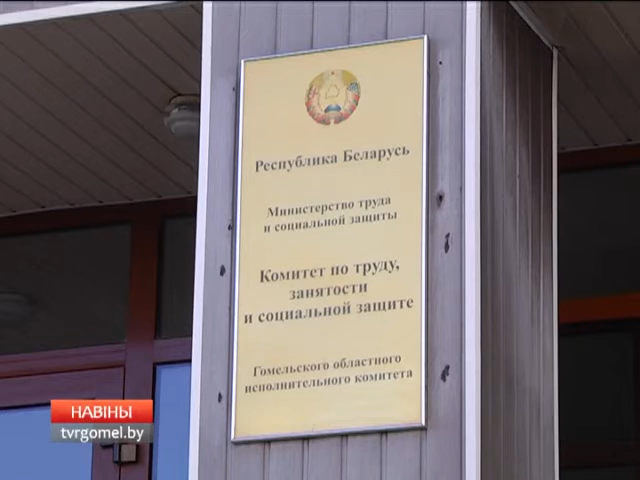 Республика Беларусь
Министерство труда
и социальной защиты
Комитет по труду,
занятости
и социальной защите
Гомельского областного
исполнительного комитета
НАВІНЫ
tvrgomel.by